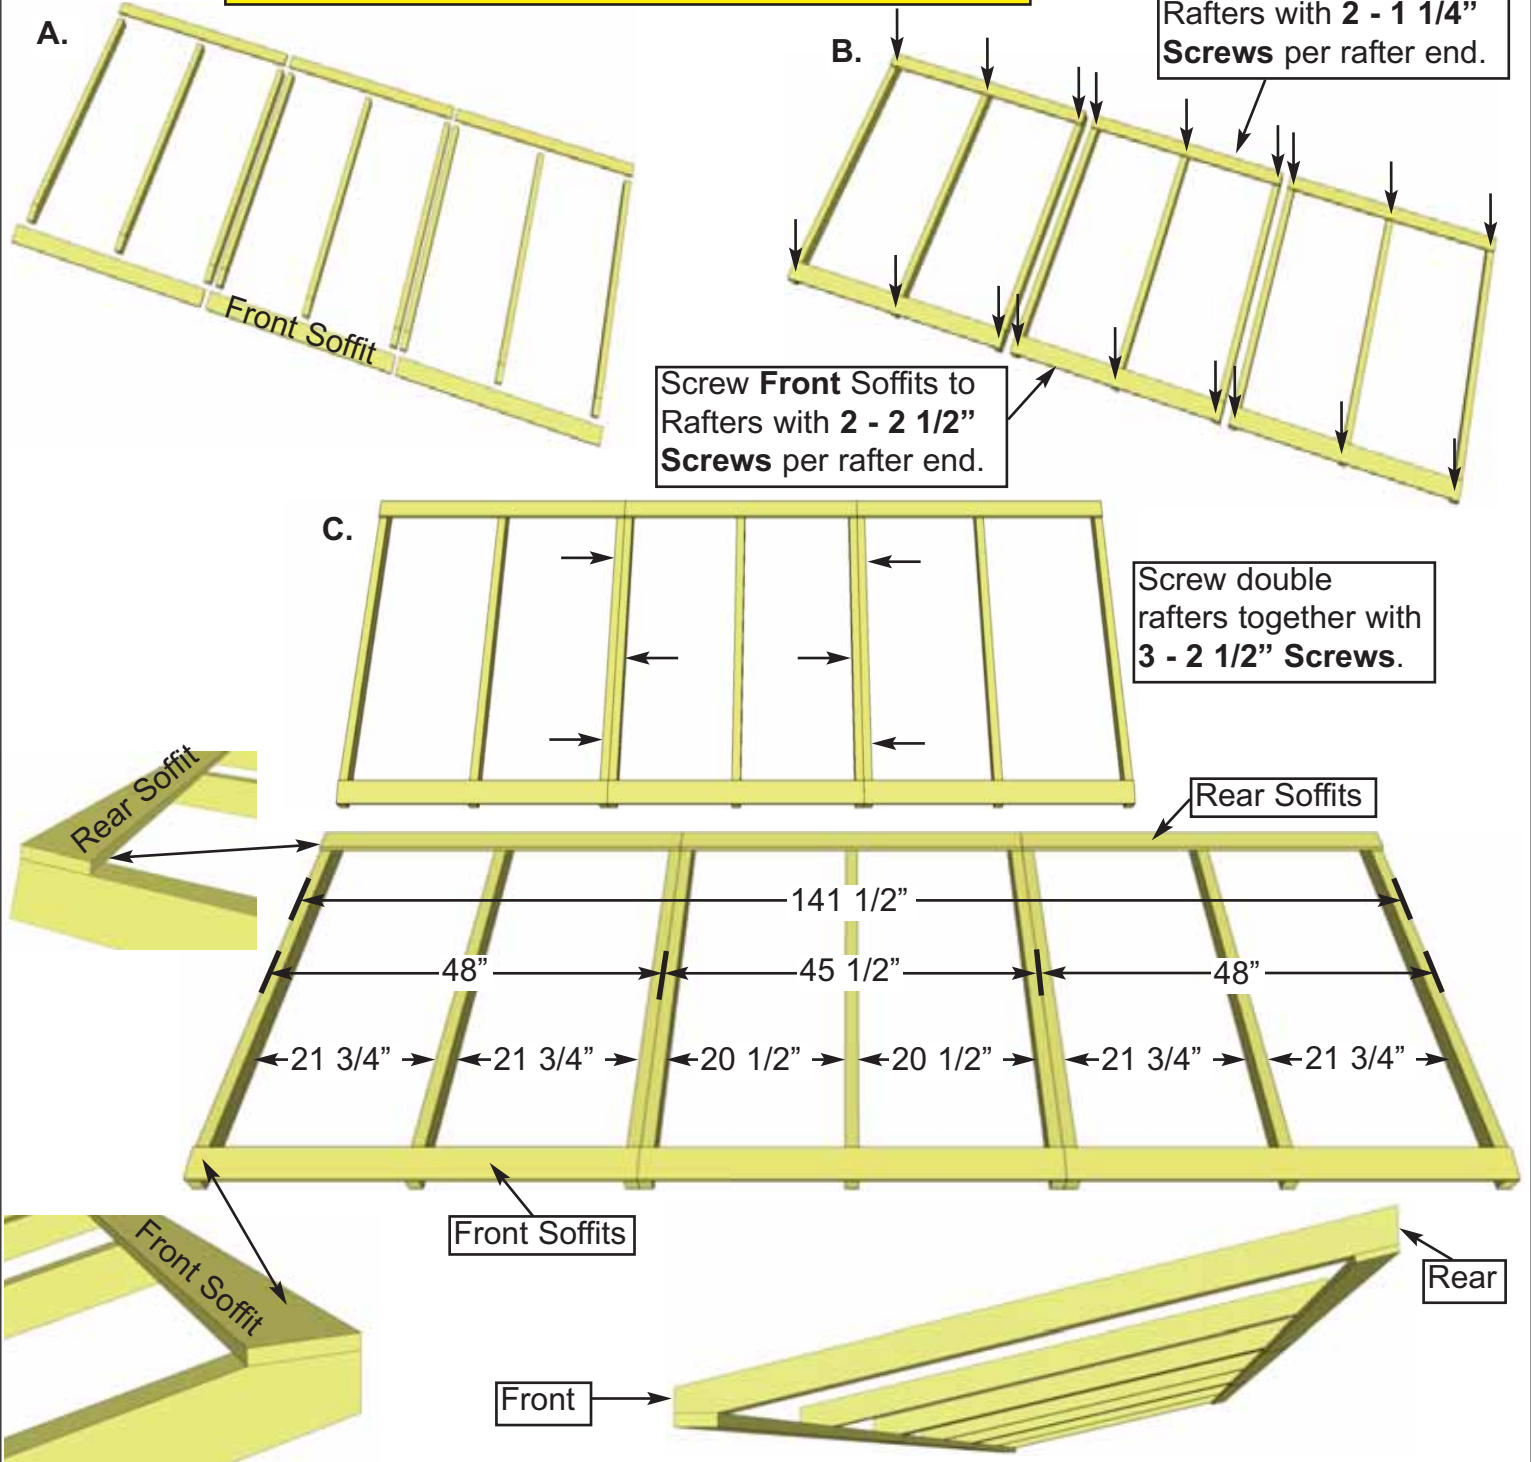 A.
B.
Rafters with 2 - 1 1/4”
Screws per rafter end.
Front Soffit
Screw Front Soffits to
Rafters with 2 - 2 1/2”
Screws per rafter end.
C.
Screw double
rafters together with
3 - 2 1/2” Screws.
Rear Soffit
Rear Soffits
141 1/2”
48”
45 1/2”
48”
21 3/4”
21 3/4”
20 1/2”
20 1/2”
21 3/4”
21 3/4”
Front Soffits
Front Soffit
Rear
Front